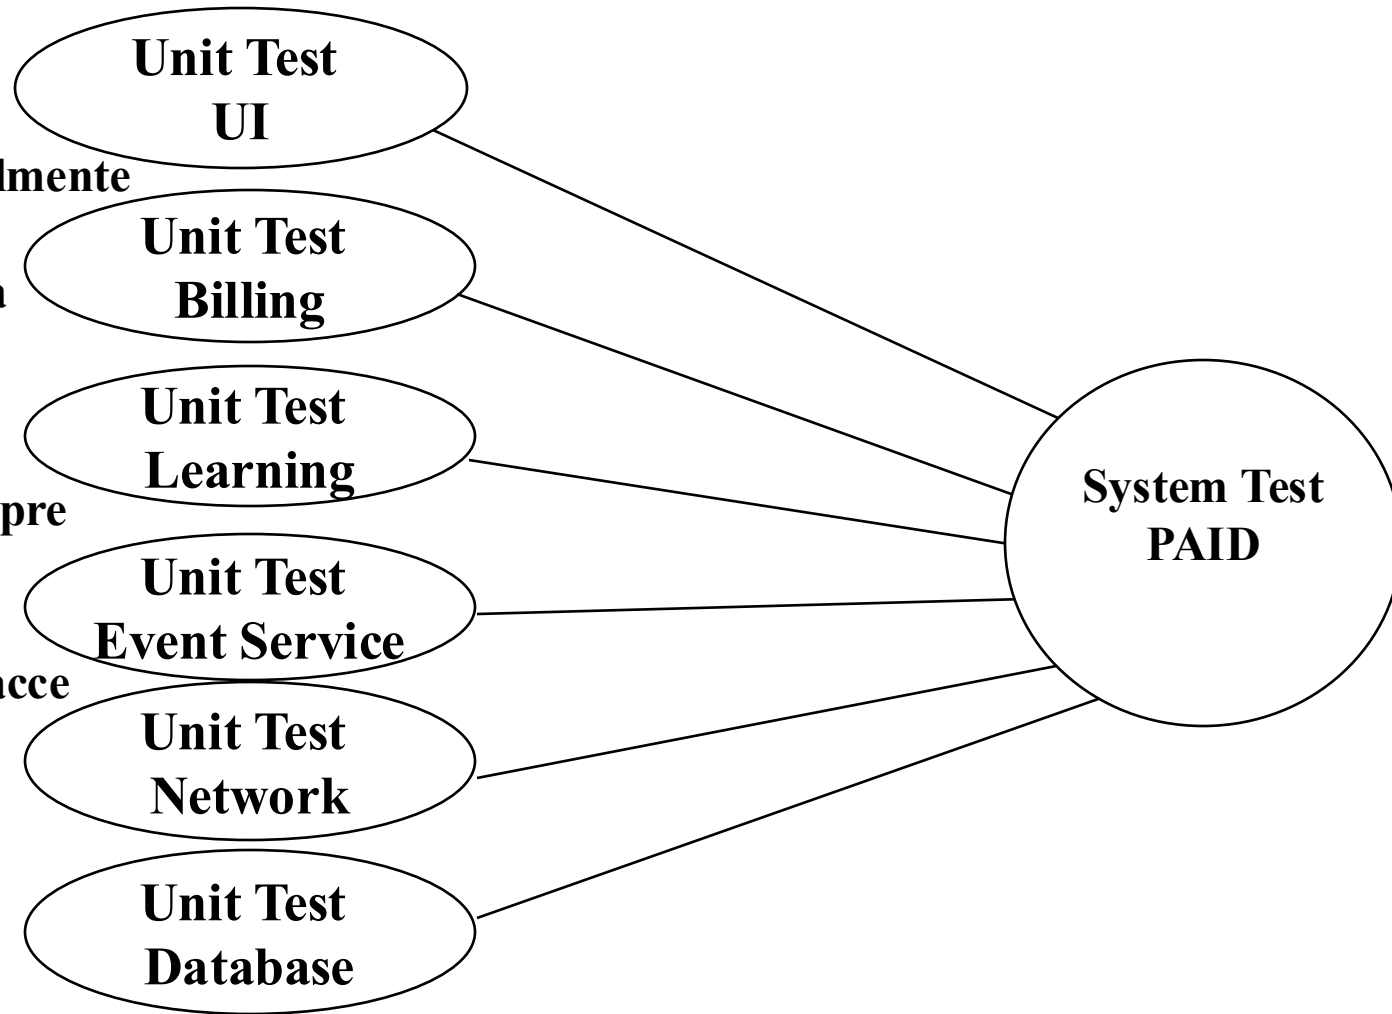 Unit Test
UI
lmente
Unit Test
Billing
a
Unit Test
Learning
pre
Unit Test
Event Service
acce
Unit Test
Network
Unit Test
Database
System Test
PAID